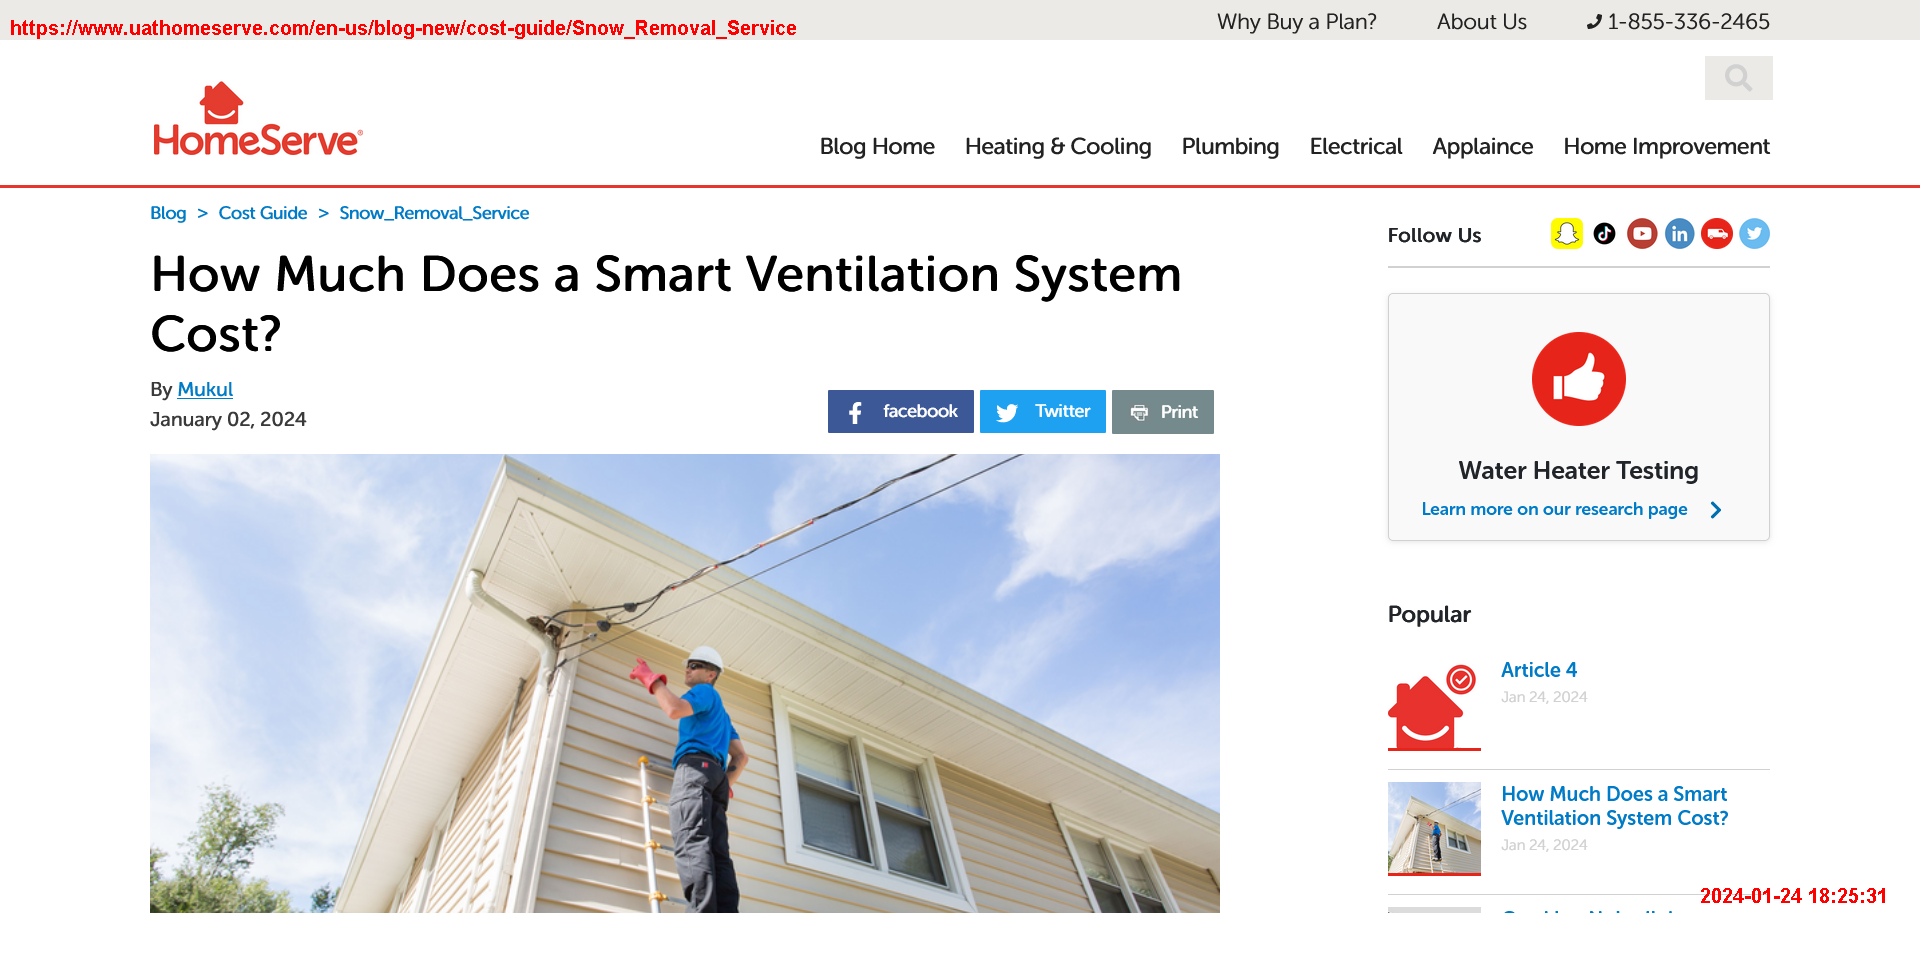 https://www.uathomeserve.com/en-us/blog-new/cost-guide/Snow_Removal_Service
Why Buy a Plan? About Us 1-855-336-2465
HomeServe®
Blog Home Heating & Cooling Plumbing Electrical Applaince Home Improvement
Blog > Cost Guide > Snow_Removal_Service
How Much Does a Smart Ventilation System
Cost?
By Mukul
January 02, 2024
facebook Twitter Print
Follow Us
in
Water Heater Testing
Learn more on our research page
Popular
Article 4
Jan 24, 2024
How Much Does a Smart
Ventilation System Cost?
Jan 24, 2024
2024-01-24 18:25:31